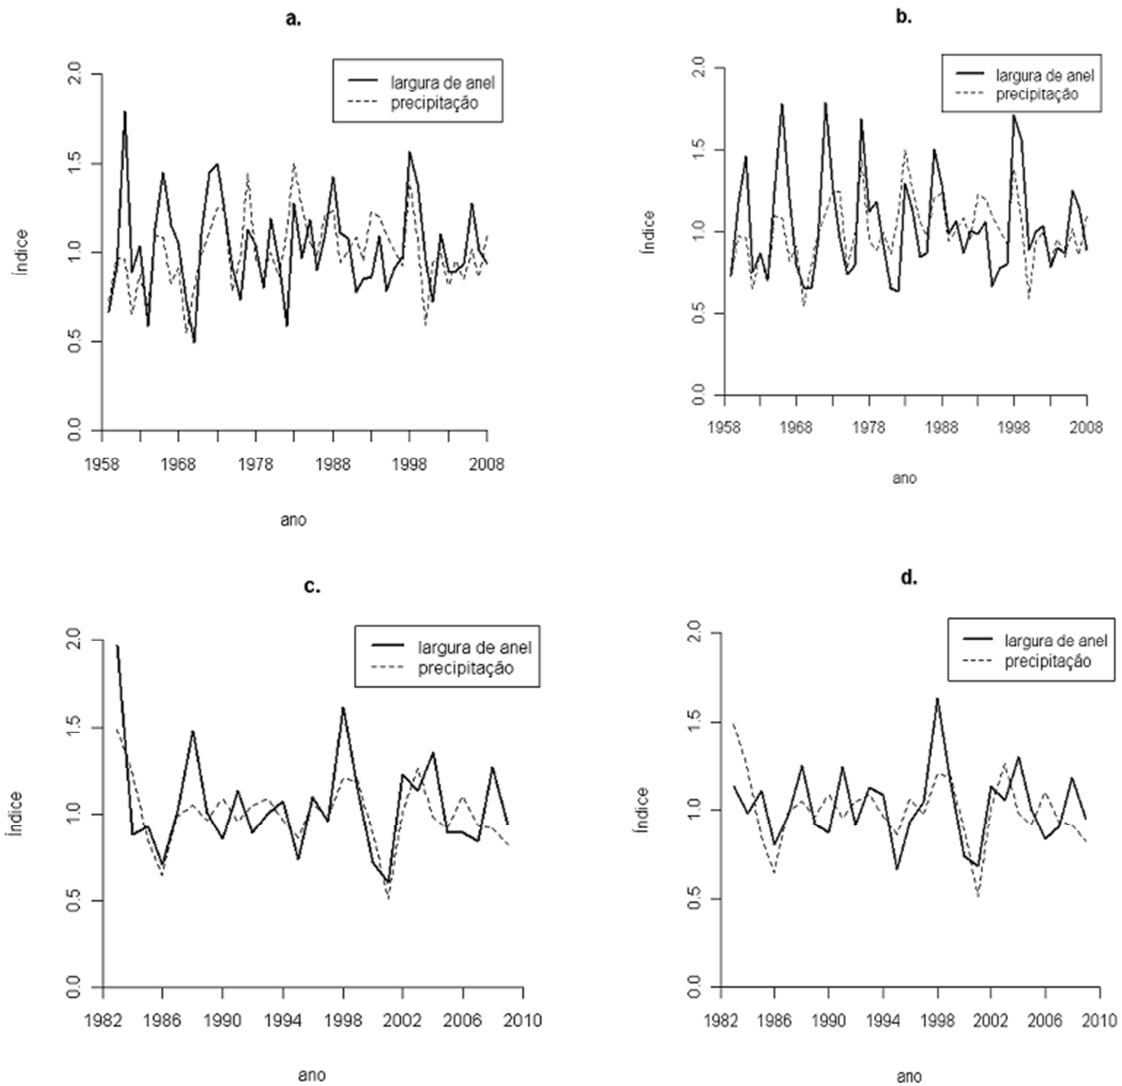 a.
largura de anel
precipitação
Índice
2.0
1.5
1.0
0.5
0.0
1958 1968 1978 1988 1998 2008
ano
b.
largura de anel
precipitação
Índice
2.0
1.5
1.0
0.5
0.0
1958 1968 1978 1988 1998 2008
ano
c.
largura de anel
precipitação
Índice
2.0
1.5
1.0
0.5
0.0
1982 1986 1990 1994 1998 2002 2006 2010
ano
d.
largura de anel
precipitação
Índice
2.0
1.5
1.0
0.5
0.0
1982 1986 1990 1994 1998 2002 2006 2010
ano